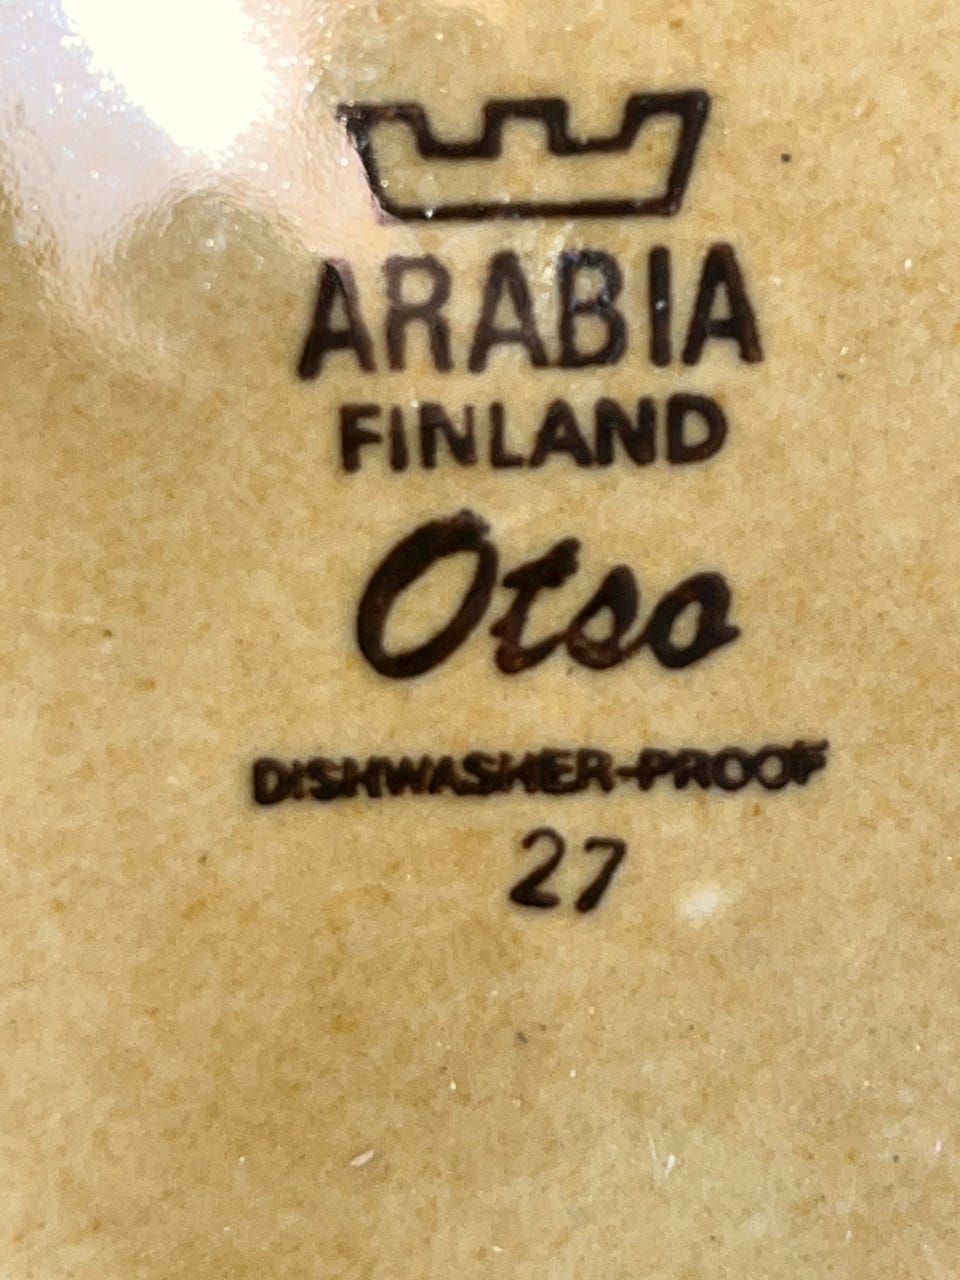 ARABIA
FINLAND
Otso
DISHWASHER-PROOF
27